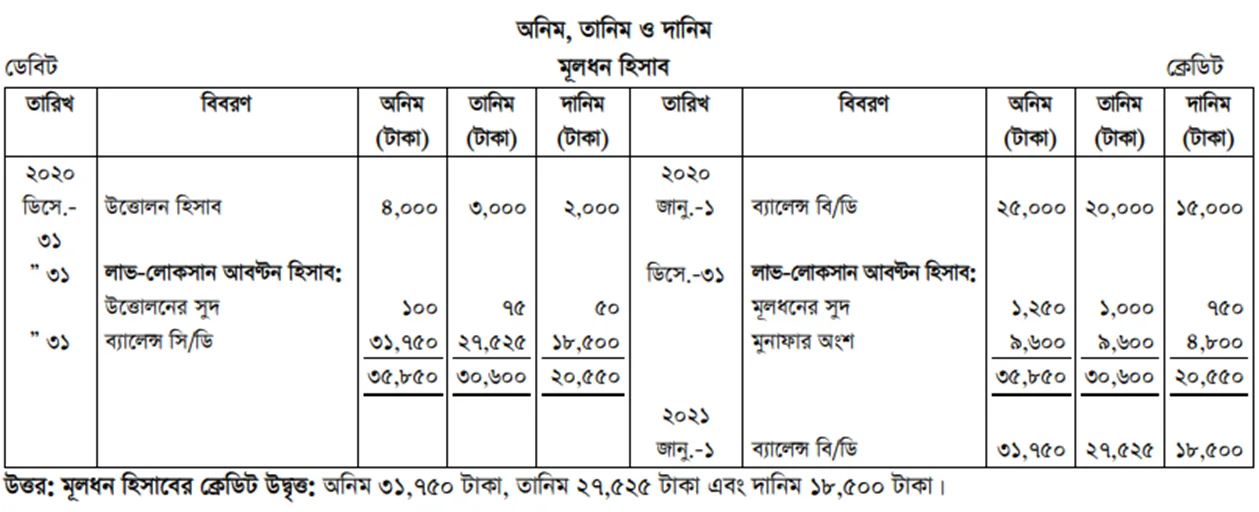 অনিম, তানিম ও দানিম
ডেবিট মূলধন হিসাব ক্রেডিট
তারিখ বিবরণ অনিম তানিম দানিম তারিখ বিবরণ অনিম তানিম দানিম
(টাকা) (টাকা) (টাকা) (টাকা) (টাকা) (টাকা)
২০২০ ২০২০
ডিসে.- উত্তোলন হিসাব ৪,০০০ ৩,০০০ ২,০০০ জানু.-১ ব্যালেন্স বি/ডি ২৫,০০০ ২০,০০০ ১৫,০০০
৩১
” ৩১ লাভ-লোকসান আবণ্টন হিসাব: ডিসে.-৩১ লাভ-লোকসান আবণ্টন হিসাব:
উত্তোলনের সুদ ১০০ ৭৫ ৫০ মূলধনের সুদ ১,২৫০ ১,০০০ ৭৫০
” ৩১ ব্যালেন্স সি/ডি ৩১,৭৫০ ২৭,৫২৫ ১৮,৫০০ মুনাফার অংশ ৯,৬০০ ৯,৬০০ ৪,৮০০
৩৫,৮৫০ ৩০,৬০০ ২০,৫৫০ ৩৫,৮৫০ ৩০,৬০০ ২০,৫৫০
২০২১
জানু.-১ ব্যালেন্স বি/ডি ৩১,৭৫০ ২৭,৫২৫ ১৮,৫০০
উত্তর: মূলধন হিসাবের ক্রেডিট উদ্বৃত্ত: অনিম ৩১,৭৫০ টাকা, তানিম ২৭,৫২৫ টাকা এবং দানিম ১৮,৫০০ টাকা।